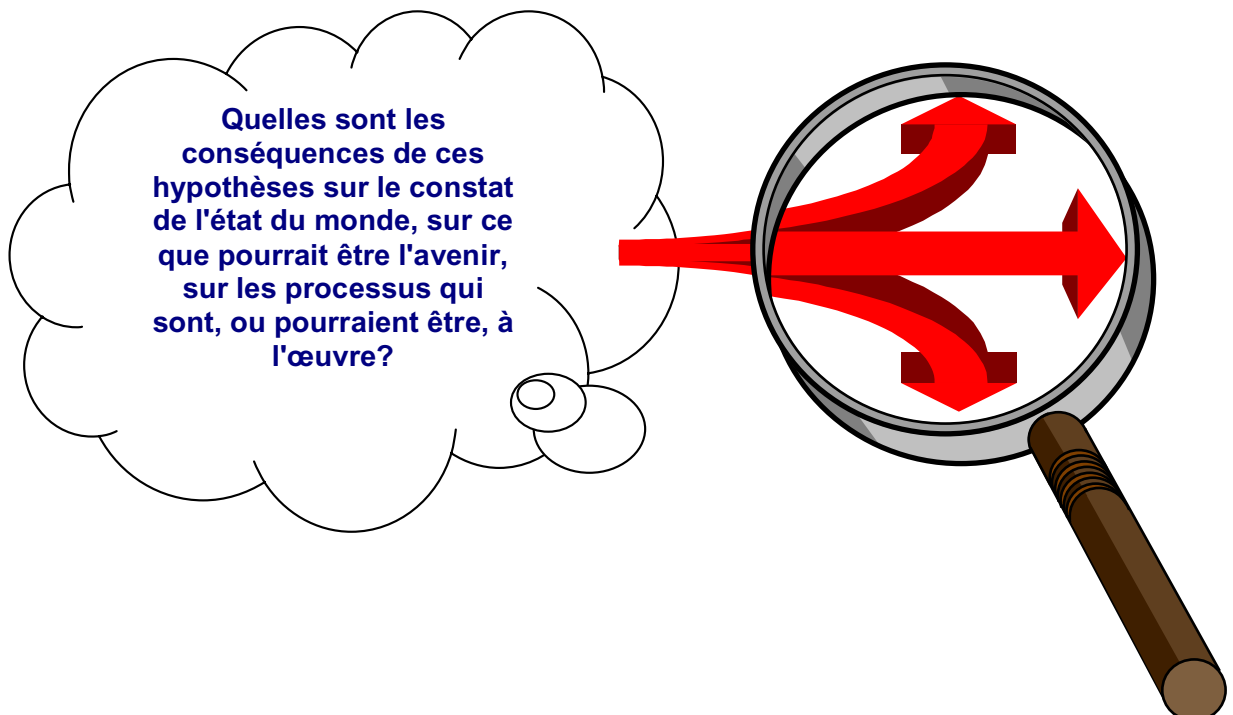 Quelles sont les
conséquences de ces
hypothèses sur le constat
de l'état du monde, sur ce
que pourrait être l'avenir,
sur les processus qui
sont, ou pourraient être, à
l'œuvre?